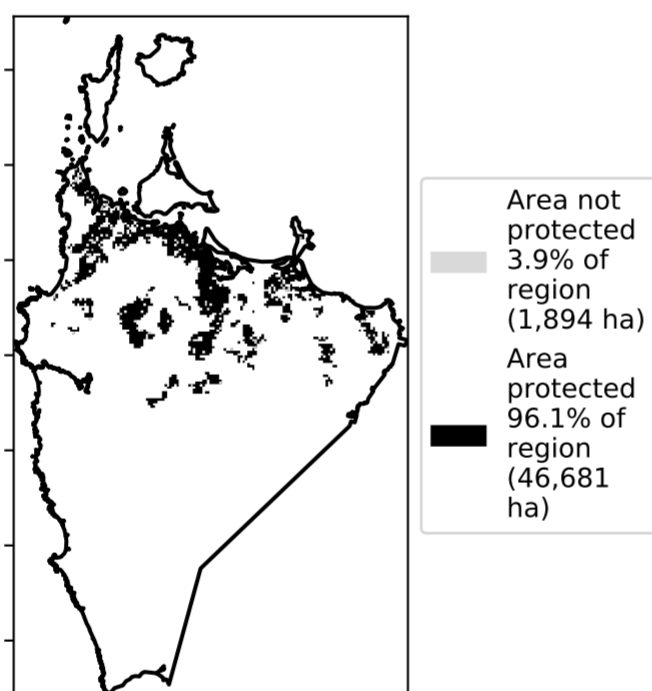 Area not
protected
3.9% of
region
(1,894 ha)
Area
protected
96.1% of
region
(46,681
ha)